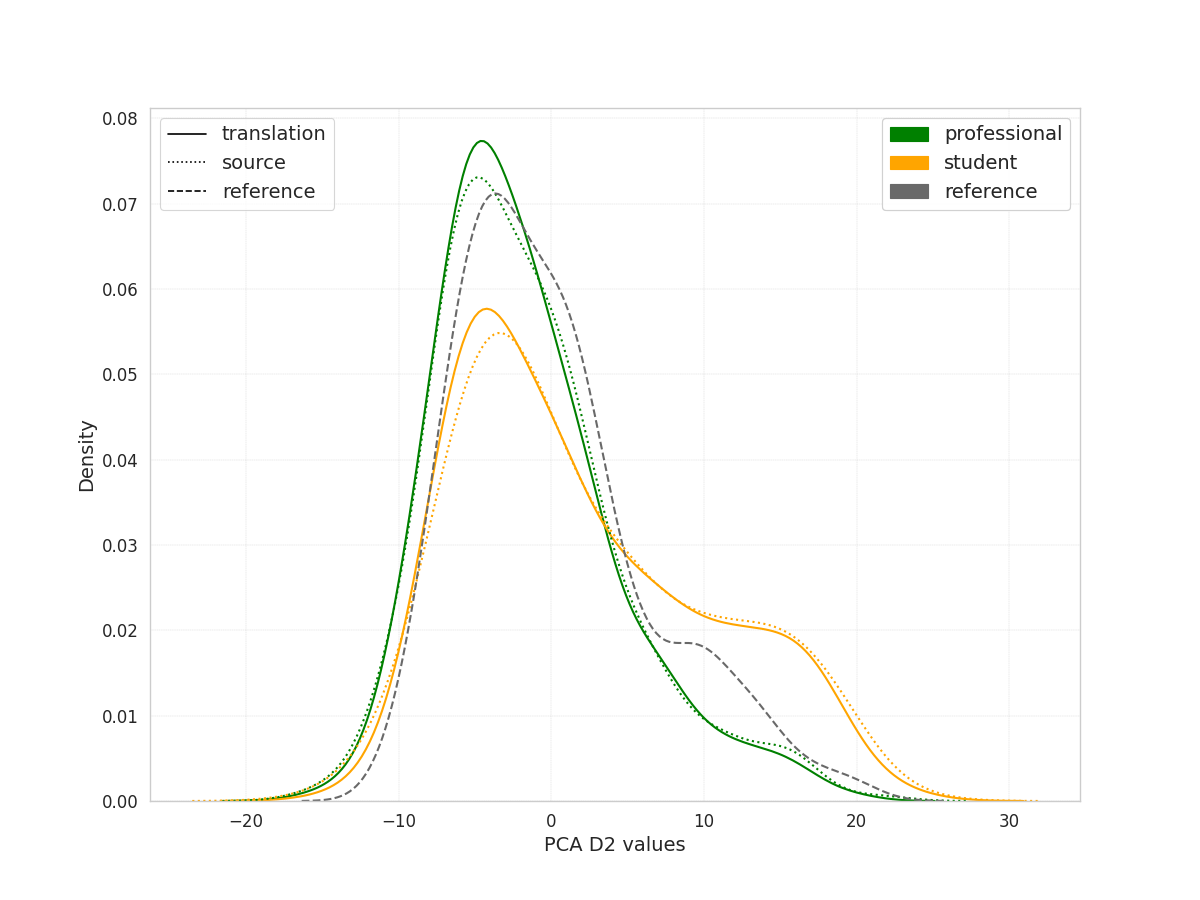 translation
source
reference
professional
student
reference
0.08
0.07
0.06
0.05
0.04
0.03
0.02
0.01
0.00
Density
−20
−10
0
10
20
30
PCA D2 values